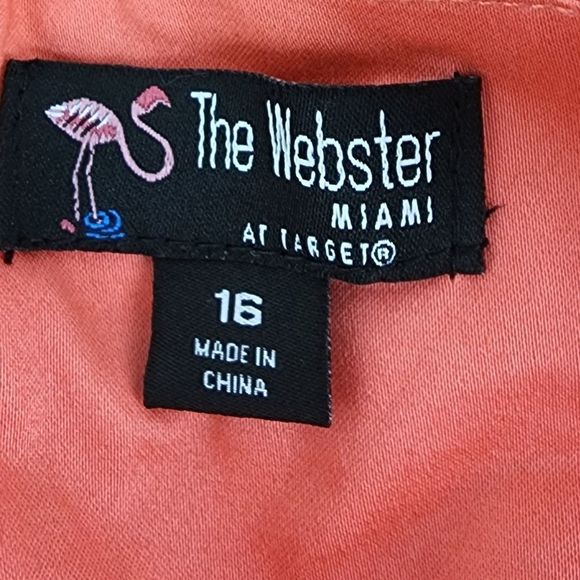 The Webster
MIAMI
AT TARGET®
16
MADE IN
CHINA